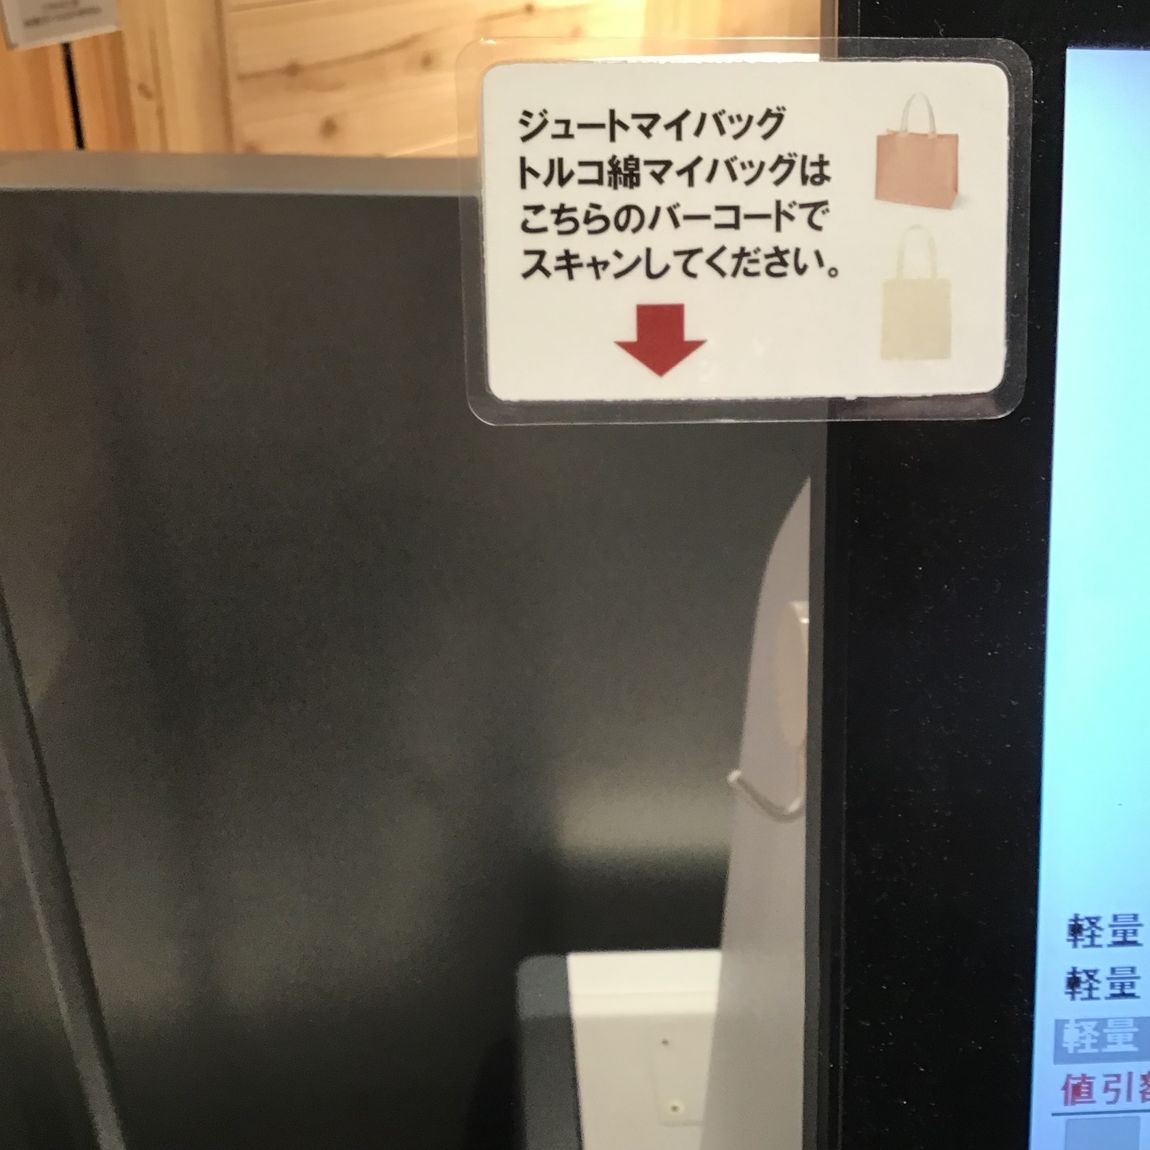 ジュートマイバッグ
トルコ綿マイバッグは
こちらのバーコードで
スキャンしてください。
軽量
軽量
軽量
値引額